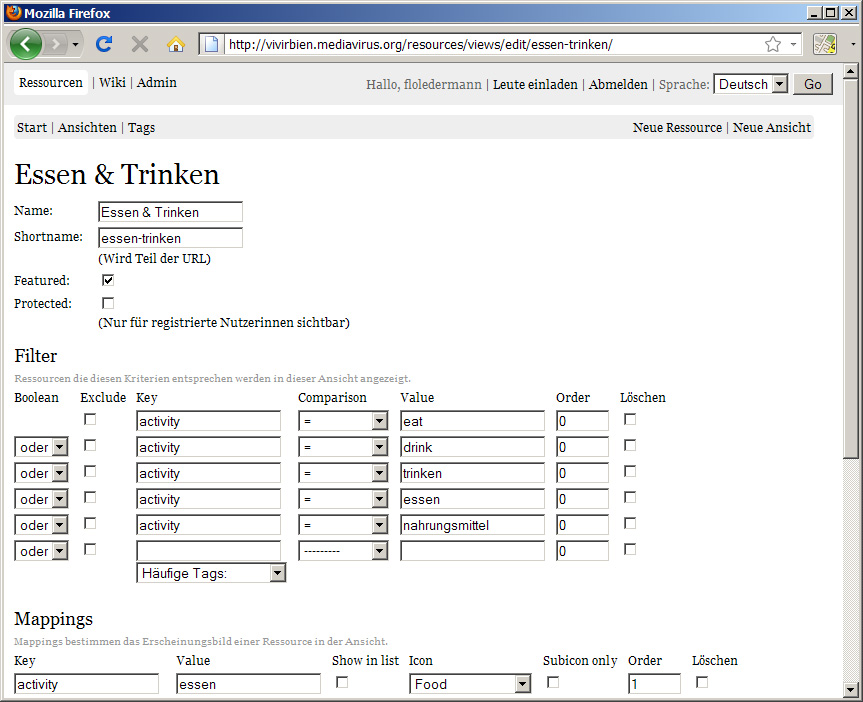 Mozilla Firefox
http://vivirbien.mediavirus.org/resources/views/edit/essen-trinken/
Ressourcen | Wiki | Admin Hallo, floledermann | Leute einladen | Abmelden | Sprache: Deutsch Go
Start | Ansichten | Tags Neue Ressource | Neue Ansicht
Essen & Trinken
Name: Essen & Trinken
Shortname: essen-trinken
(Wird Teil der URL)
Featured:
Protected:
(Nur für registrierte Nutzerinnen sichtbar)
Filter
Ressourcen die diesen Kriterien entsprechen werden in dieser Ansicht angezeigt.
Boolean Exclude Key Comparison Value Order Löschen
activity = eat 0
oder activity = drink 0
oder activity = trinken 0
oder activity = essen 0
oder activity = nahrungsmittel 0
oder --------- 0
Häufige Tags:
Mappings
Mappings bestimmen das Erscheinungsbild einer Ressource in der Ansicht.
Key Value Show in list Icon Subicon only Order Löschen
activity essen Food 1